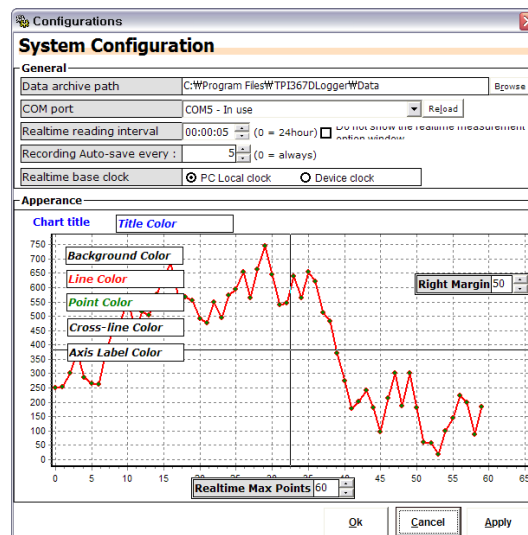 Configurations
System Configuration
General
Data archive path C:₩Program Files₩TPI367DLogger₩Data Browse
COM port COM5 - In use Reload
Realtime reading interval 00:00:05 (0 = 24hour) Do not show the realtime measurement option window
Recording Auto-save every : 5 (0 = always)
Realtime base clock PC Local clock Device clock
Apperance
Chart title Title Color
Background Color
Line Color
Point Color
Cross-line Color
Axis Label Color
Right Margin 50
750
700
650
600
550
500
450
400
350
300
250
200
150
100
50
0
0 5 10 15 20 25 30 35 40 45 50 55 60 65
Realtime Max Points 60
Ok Cancel Apply